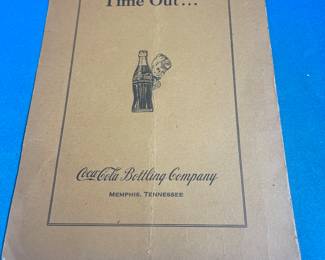 Time Out...
Coca-Cola Bottling Company
MEMPHIS, TENNESSEE